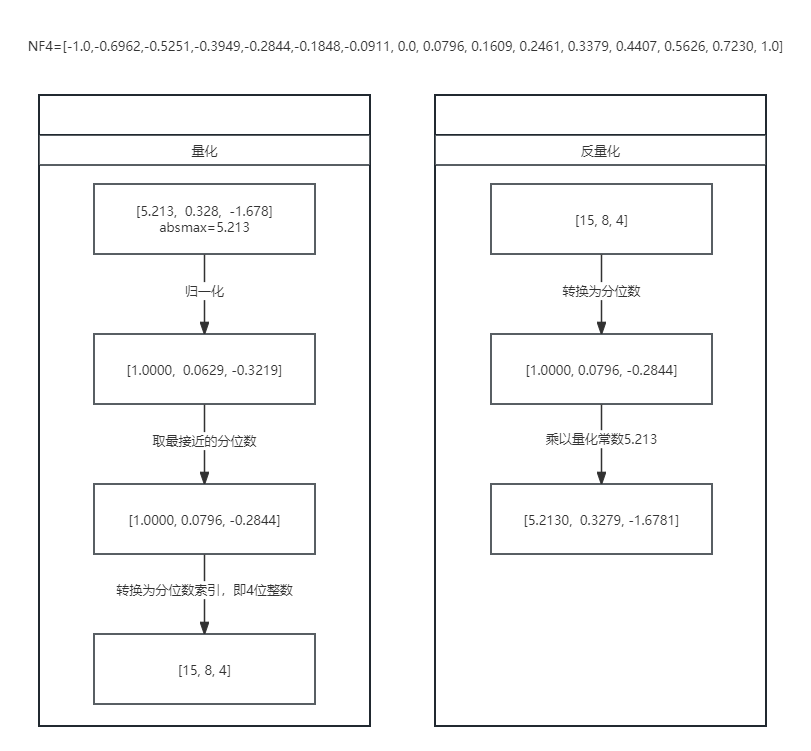 NF4=[-1.0,-0.6962,-0.5251,-0.3949,-0.2844,-0.1848,-0.0911, 0.0, 0.0796, 0.1609, 0.2461, 0.3379, 0.4407, 0.5626, 0.7230, 1.0]
量化
[5.213, 0.328, -1.678]
absmax=5.213
归一化
[1.0000, 0.0629, -0.3219]
取最接近的分位数
[1.0000, 0.0796, -0.2844]
转换为分位数索引，即4位整数
[15, 8, 4]
反量化
[15, 8, 4]
转换为分位数
[1.0000, 0.0796, -0.2844]
乘以量化常数5.213
[5.2130, 0.3279, -1.6781]